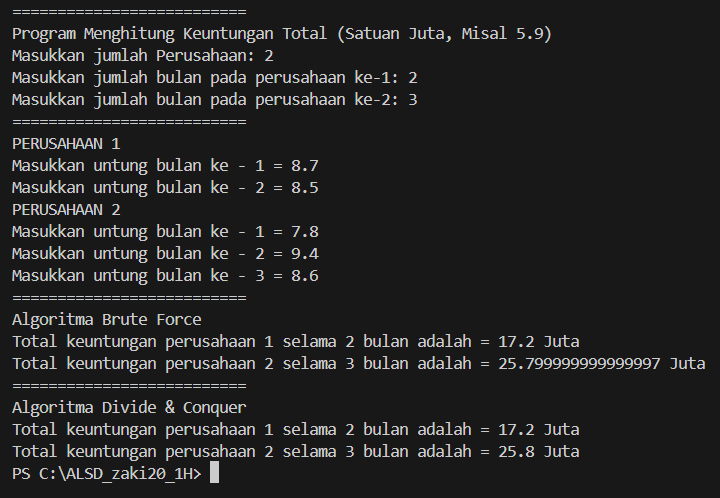 ==========================
Program Menghitung Keuntungan Total (Satuan Juta, Misal 5.9)
Masukkan jumlah Perusahaan: 2
Masukkan jumlah bulan pada perusahaan ke-1: 2
Masukkan jumlah bulan pada perusahaan ke-2: 3
==========================
PERUSAHAAN 1
Masukkan untung bulan ke - 1 = 8.7
Masukkan untung bulan ke - 2 = 8.5
PERUSAHAAN 2
Masukkan untung bulan ke - 1 = 7.8
Masukkan untung bulan ke - 2 = 9.4
Masukkan untung bulan ke - 3 = 8.6
==========================
Algoritma Brute Force
Total keuntungan perusahaan 1 selama 2 bulan adalah = 17.2 Juta
Total keuntungan perusahaan 2 selama 3 bulan adalah = 25.799999999999997 Juta
==========================
Algoritma Divide & Conquer
Total keuntungan perusahaan 1 selama 2 bulan adalah = 17.2 Juta
Total keuntungan perusahaan 2 selama 3 bulan adalah = 25.8 Juta
PS C:\ALSD_zaki20_1H>